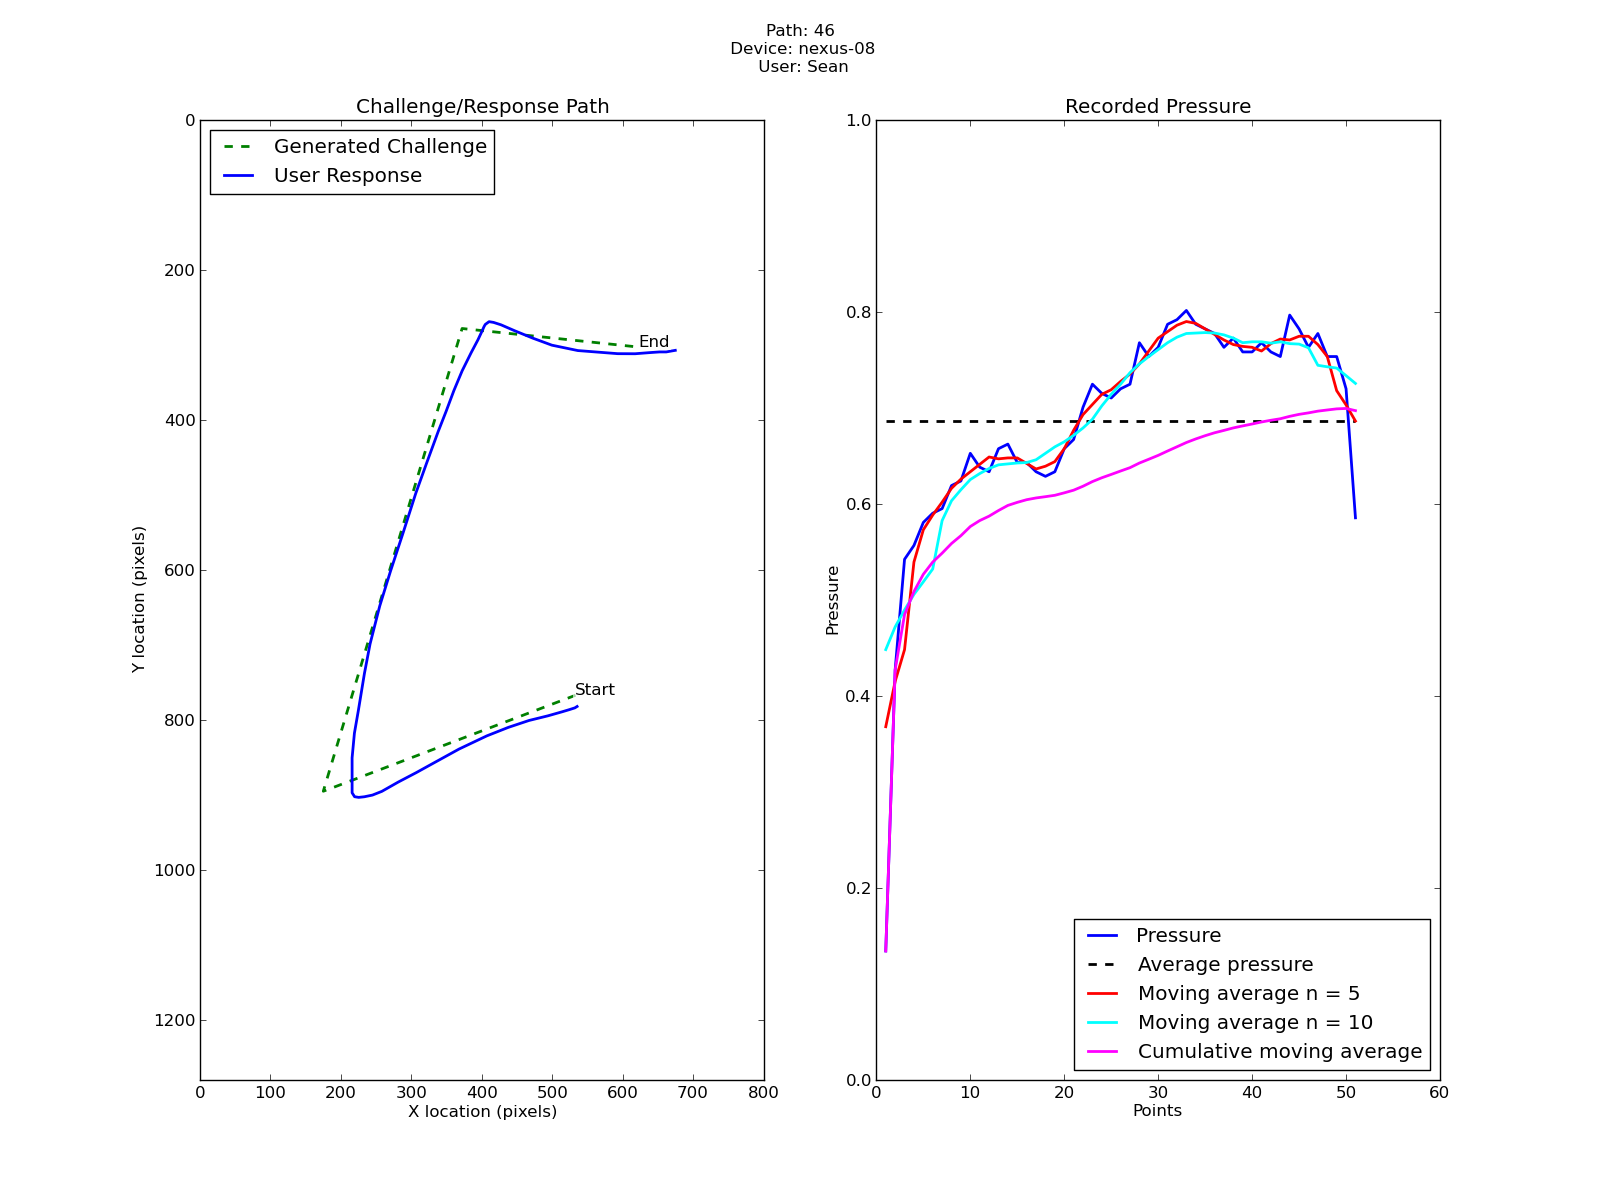 Path: 46
Device: nexus-08
User: Sean
Challenge/Response Path
Generated Challenge
User Response
Start
End
0
200
400
600
800
1000
1200
Y location (pixels)
0 100 200 300 400 500 600 700 800
X location (pixels)
Recorded Pressure
1.0
0.8
0.6
0.4
0.2
0.0
Pressure
Pressure
Average pressure
Moving average n = 5
Moving average n = 10
Cumulative moving average
0 10 20 30 40 50 60
Points